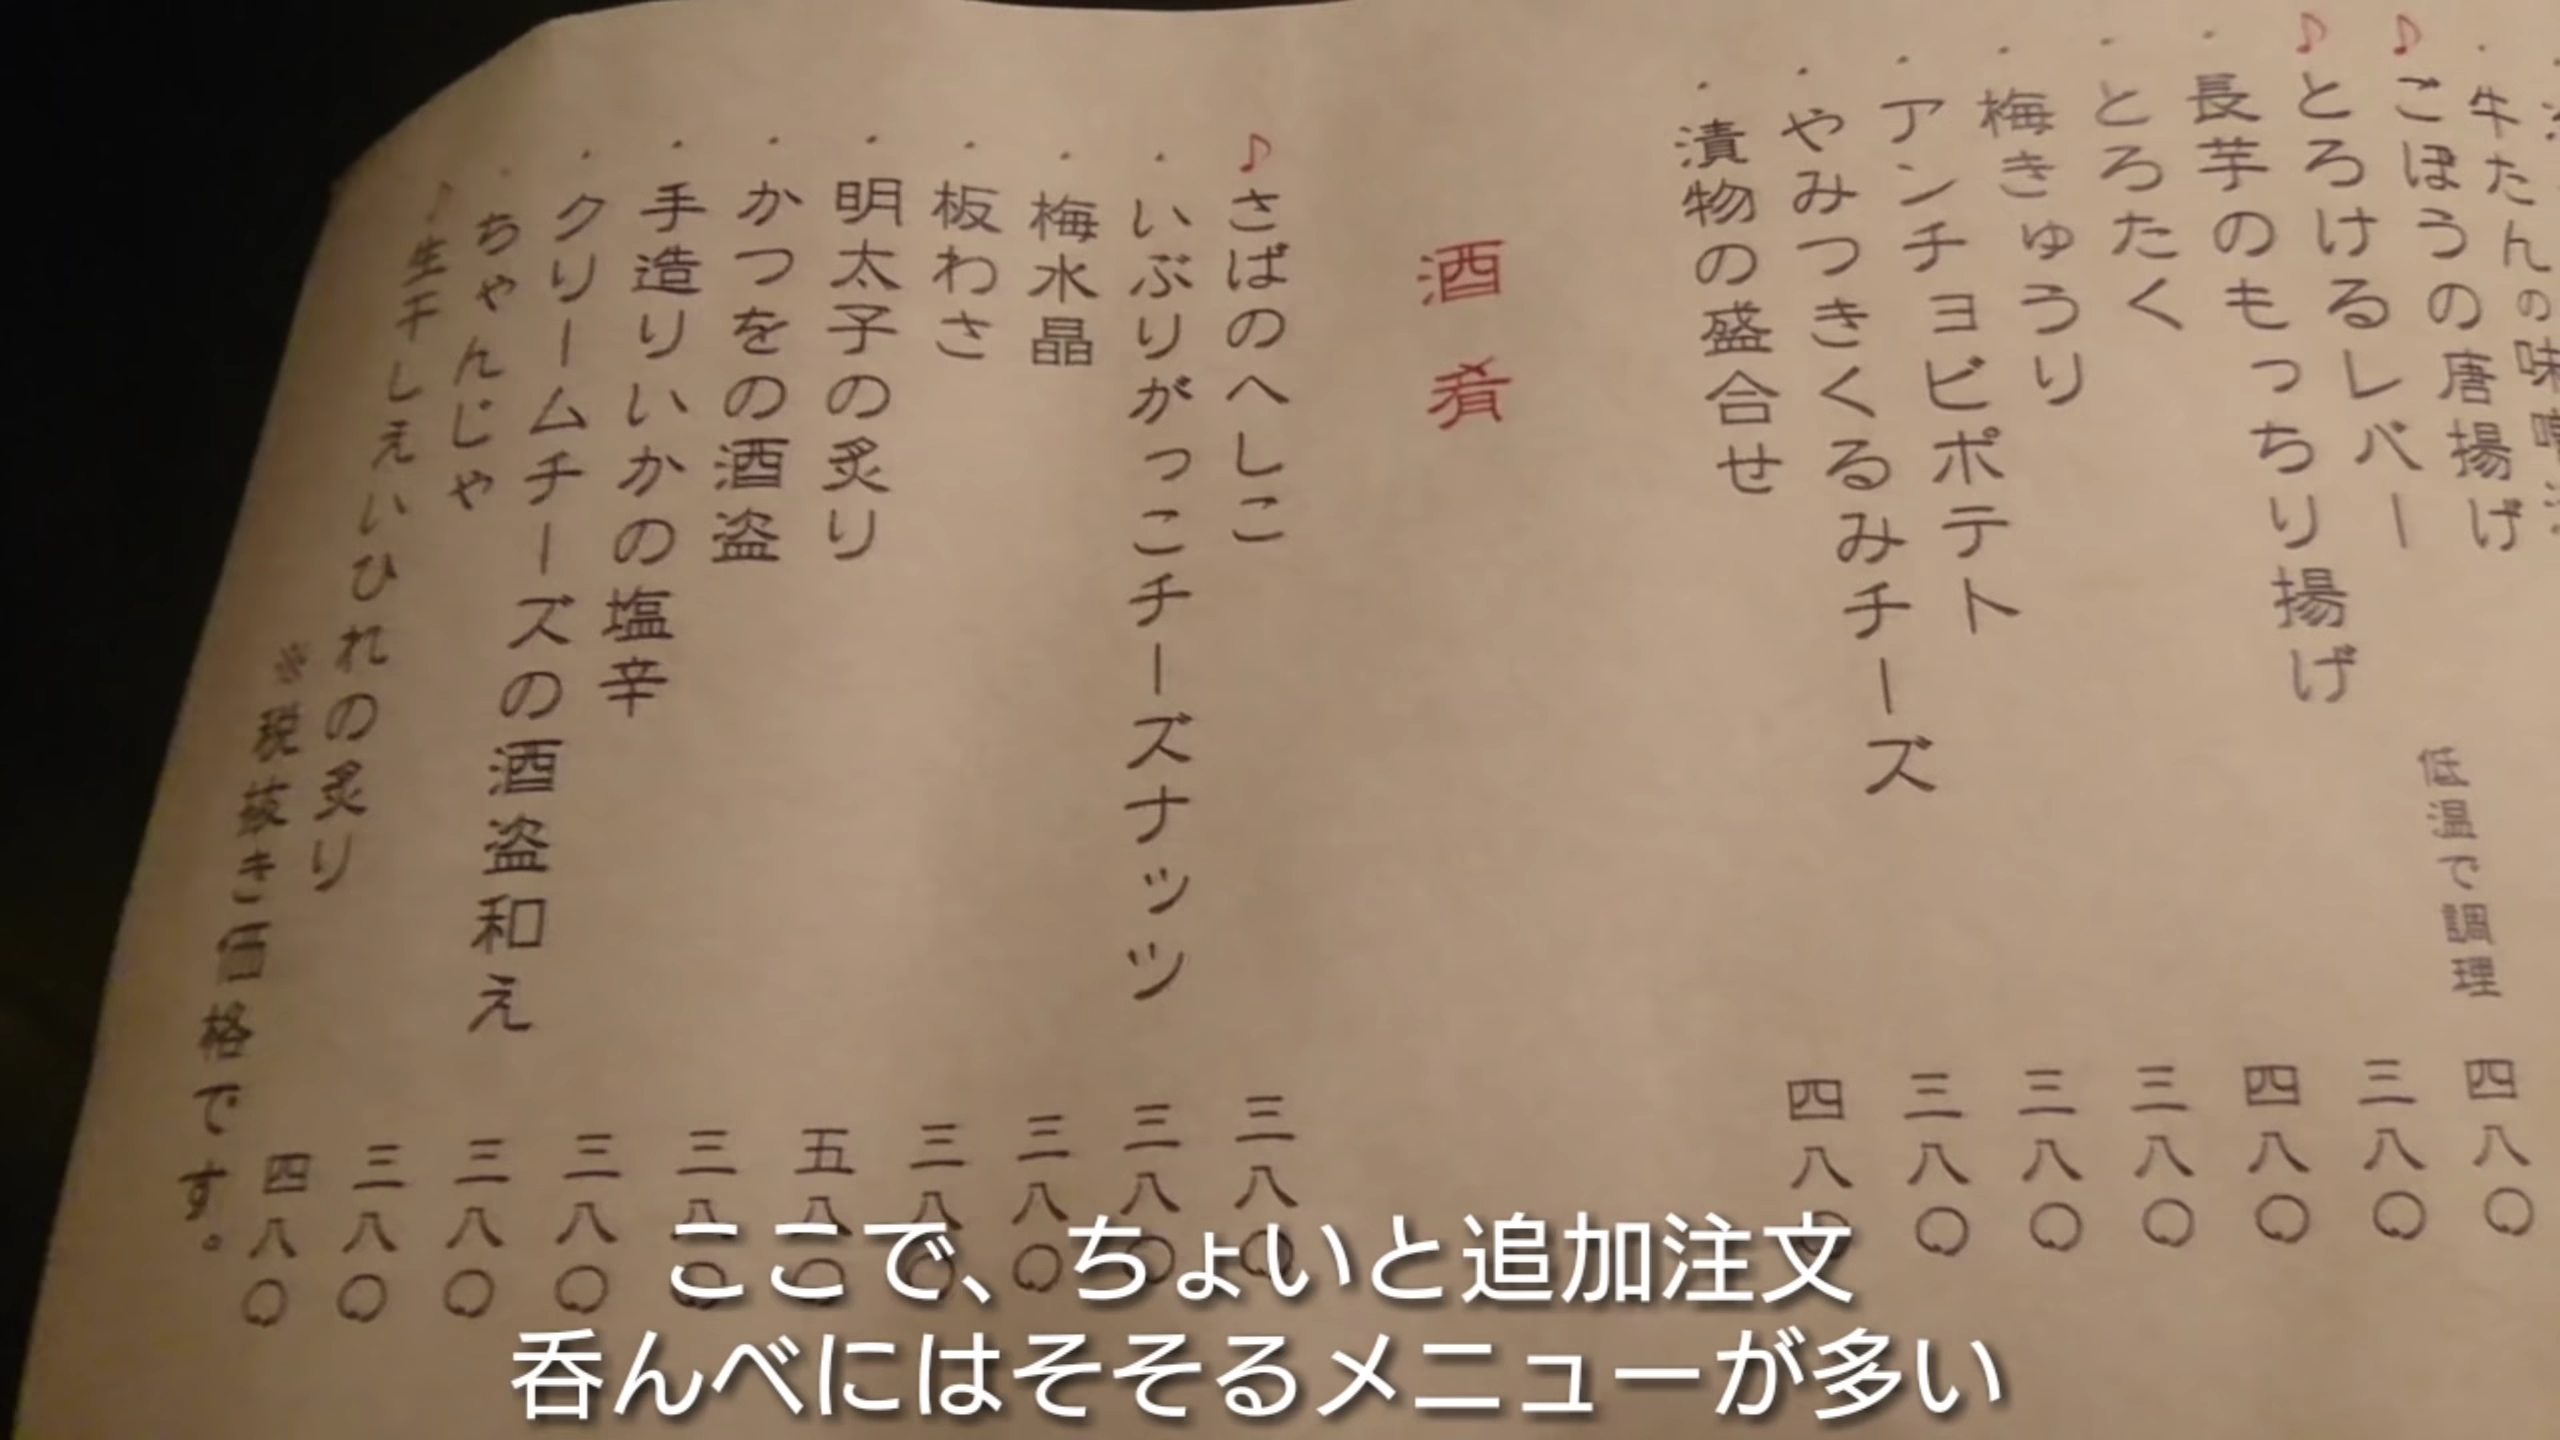 牛たんの味噌
♪ごぼうの唐揚げ
♪とろけるレバー 低温で調理 四八〇
・長芋のもっちり揚げ 三八〇
・とろたく 四八〇
・梅きゅうり 三八〇
・アンチョビポテト 三八〇
・やみつきくるみチーズ 三八〇
・漬物の盛合せ 四八〇
酒肴
♪さばのへしこ 三八〇
・いぶりがっこチーズナッツ 三八〇
・梅水晶 三八〇
・板わさ 三八〇
・明太子の炙り 五八〇
・かつをの酒盗 三八〇
・手造りいかの塩辛 三八〇
・クリームチーズの酒盗和え 三八〇
・ちゃんじゃ 三八〇
♪生干しえいひれの炙り 四八〇
※税抜き価格です。
ここで、ちょいと追加注文
呑んべにはそそるメニューが多い